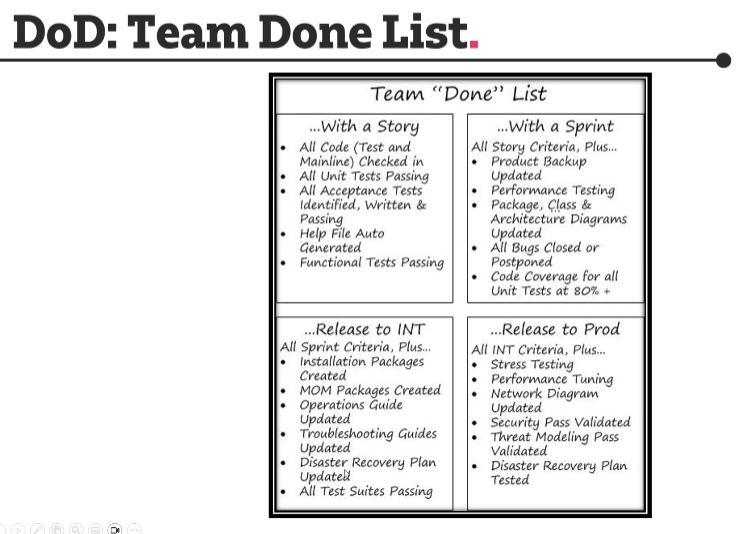 DoD: Team Done List.
Team “Done” List
...With a Story
• All Code (Test and
Mainline) Checked in
• All Unit Tests Passing
• All Acceptance Tests
Identified, Written &
Passing
• Help File Auto
Generated
• Functional Tests Passing
...With a Sprint
All Story Criteria, Plus...
• Product Backup
Updated
• Performance Testing
• Package, Class &
Architecture Diagrams
Updated
• All Bugs Closed or
Postponed
• Code Coverage for all
Unit Tests at 80% +
...Release to INT
All Sprint Criteria, Plus...
• Installation Packages
Created
• MOM Packages Created
• Operations Guide
Updated
• Troubleshooting Guides
Updated
• Disaster Recovery Plan
Updated
• All Test Suites Passing
...Release to Prod
All INT Criteria, Plus...
• Stress Testing
• Performance Tuning
• Network Diagram
Updated
• Security Pass Validated
• Threat Modeling Pass
Validated
• Disaster Recovery Plan
Tested